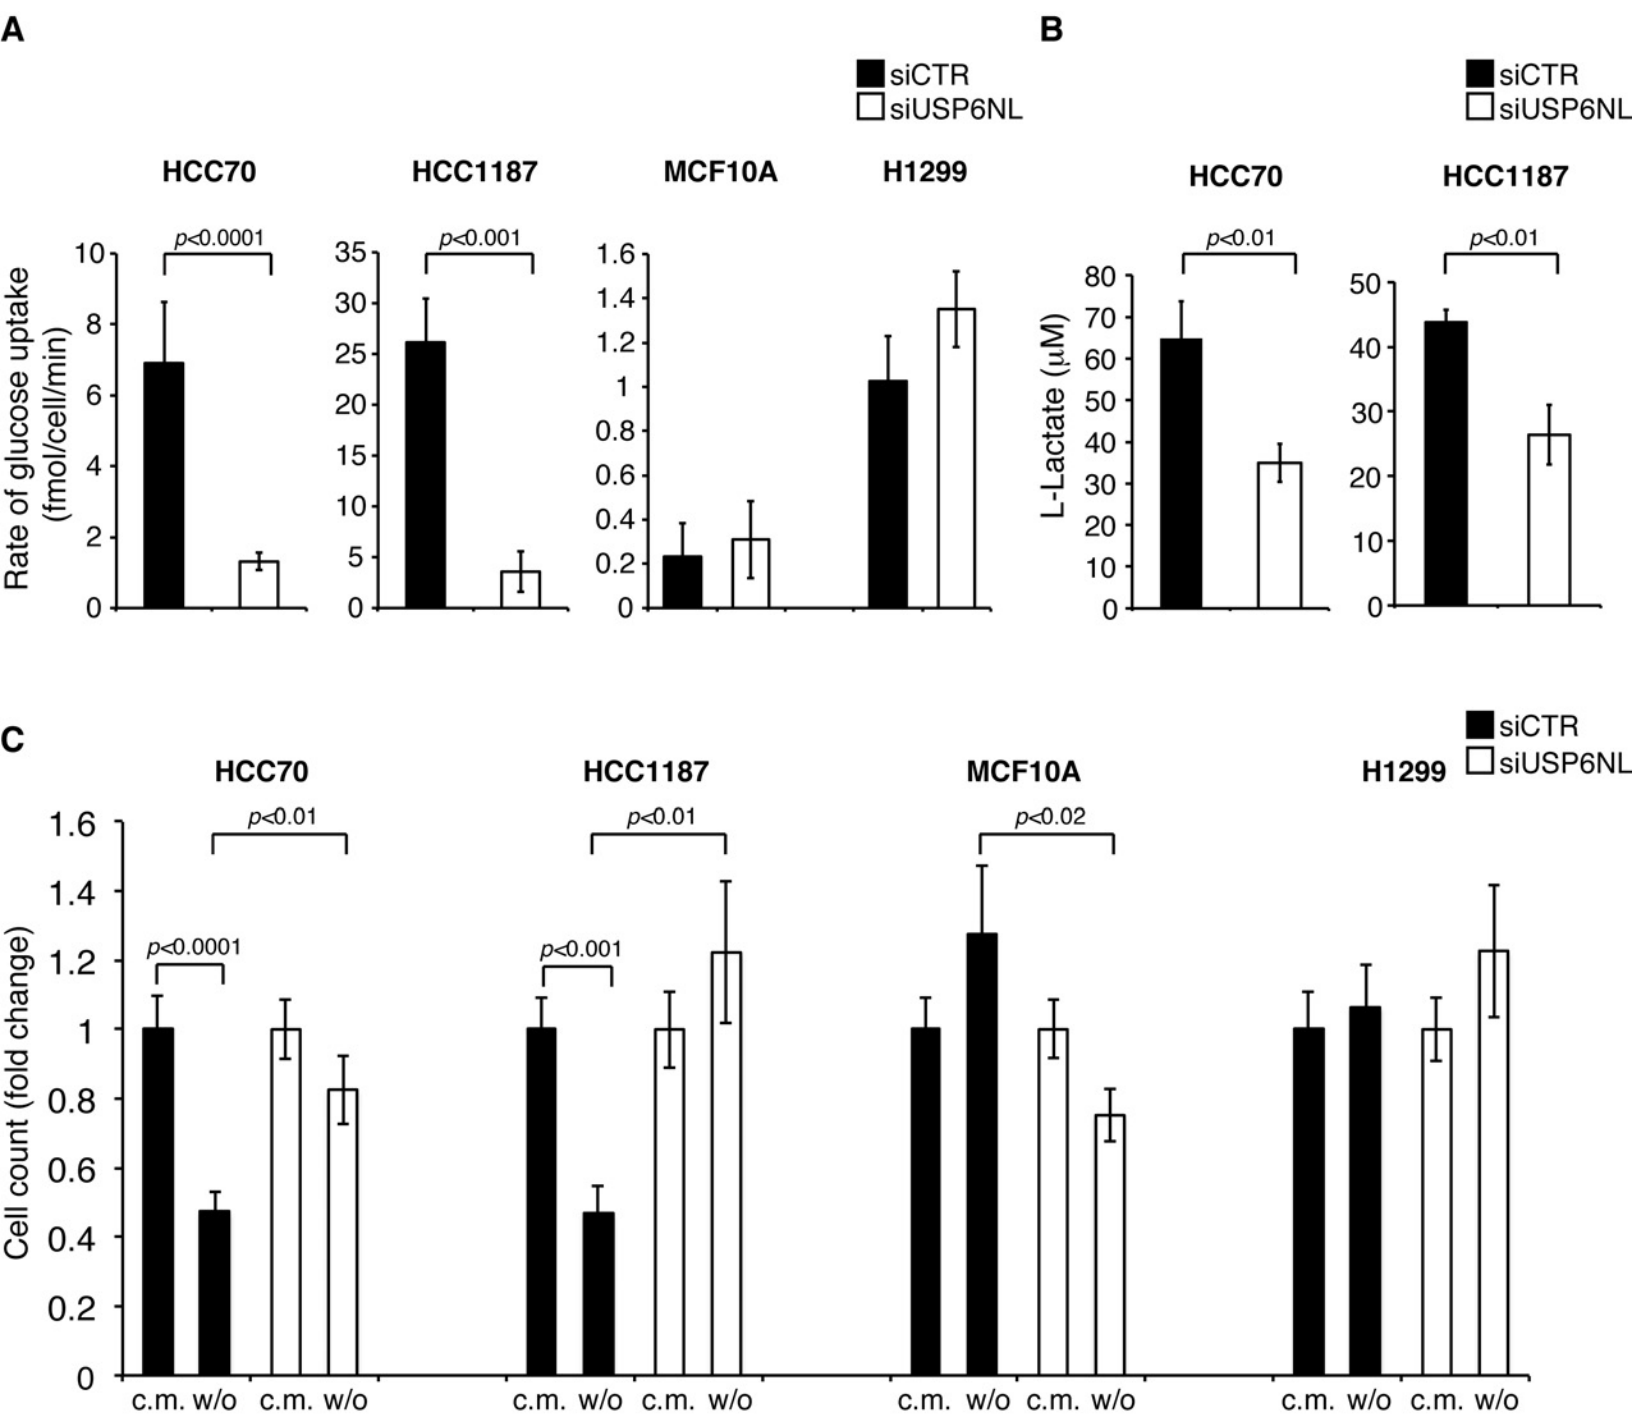 A
B
siCTR
siUSP6NL
siCTR
siUSP6NL
HCC70
HCC1187
MCF10A
H1299
HCC70
HCC1187
p<0.0001
p<0.001
p<0.01
p<0.01
Rate of glucose uptake
(fmol/cell/min)
10
8
6
4
2
0
35
30
25
20
15
10
5
0
1.6
1.4
1.2
1
0.8
0.6
0.4
0.2
0
L-Lactate (μM)
80
70
60
50
40
30
20
10
0
50
40
30
20
10
0
C
siCTR
siUSP6NL
HCC70
HCC1187
MCF10A
H1299
p<0.01
p<0.01
p<0.02
p<0.0001
p<0.001
Cell count (fold change)
1.6
1.4
1.2
1
0.8
0.6
0.4
0.2
0
c.m. w/o c.m. w/o c.m. w/o c.m. w/o c.m. w/o c.m. w/o c.m. w/o c.m. w/o